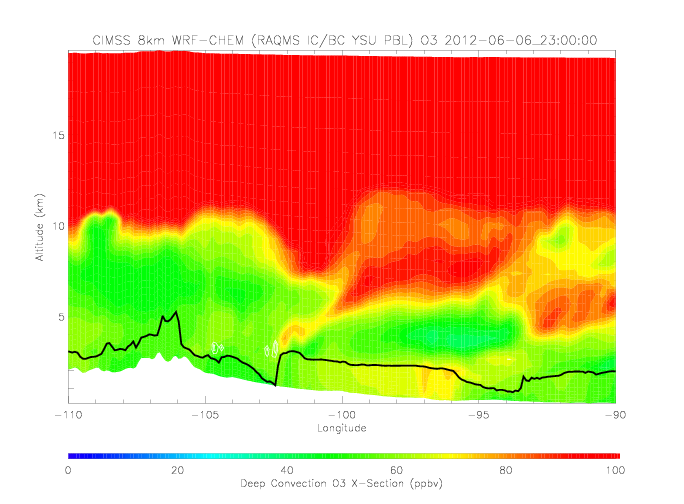 CIMSS 8km WRF-CHEM (RAQMS IC/BC YSU PBL) O3 2012-06-06_23:00:00
15
10
5
Altitude (km)
-110 -105 -100 -95 -90
Longitude
0 20 40 60 80 100
Deep Convection O3 X-Section (ppbv)